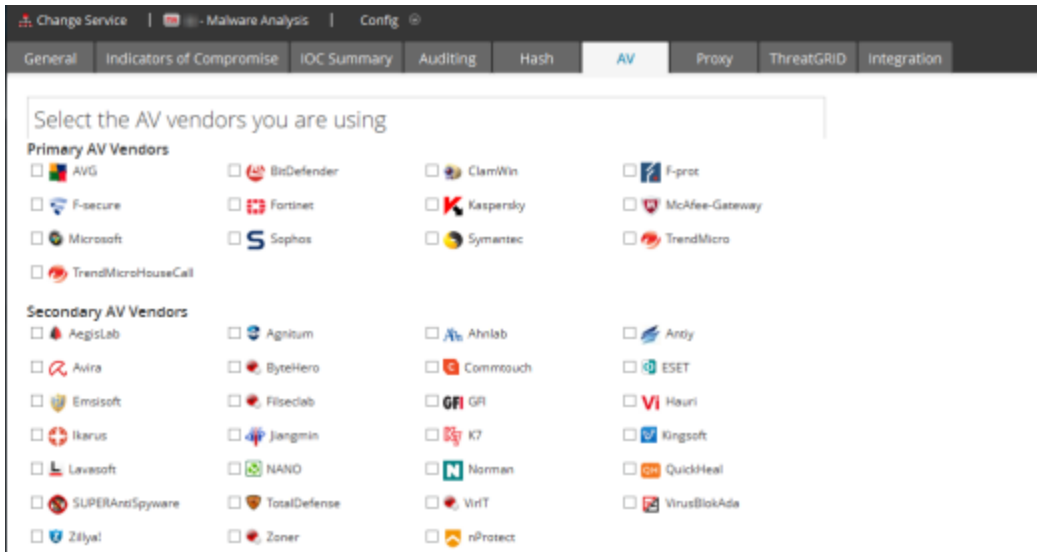 Change Service | - Malware Analysis | Config
General Indicators of Compromise IOC Summary Auditing Hash AV Proxy ThreatGRID Integration
Select the AV vendors you are using
Primary AV Vendors
AVG BitDefender ClamWin F-prot
F-secure Fortinet Kaspersky McAfee-Gateway
Microsoft Sophos Symantec TrendMicro
TrendMicroHouseCall
Secondary AV Vendors
AegisLab Agnitum Ahnlab Antiy
Avira ByteHero Commtouch ESET
Emsisoft Filseclab GFI GFI Hauri
Ikarus Jiangmin K7 Kingsoft
Lavasoft NANO Norman QH QuickHeal
SUPERAntiSpyware TotalDefense VirIT VirusBlokAda
Zillya! Zoner nProtect